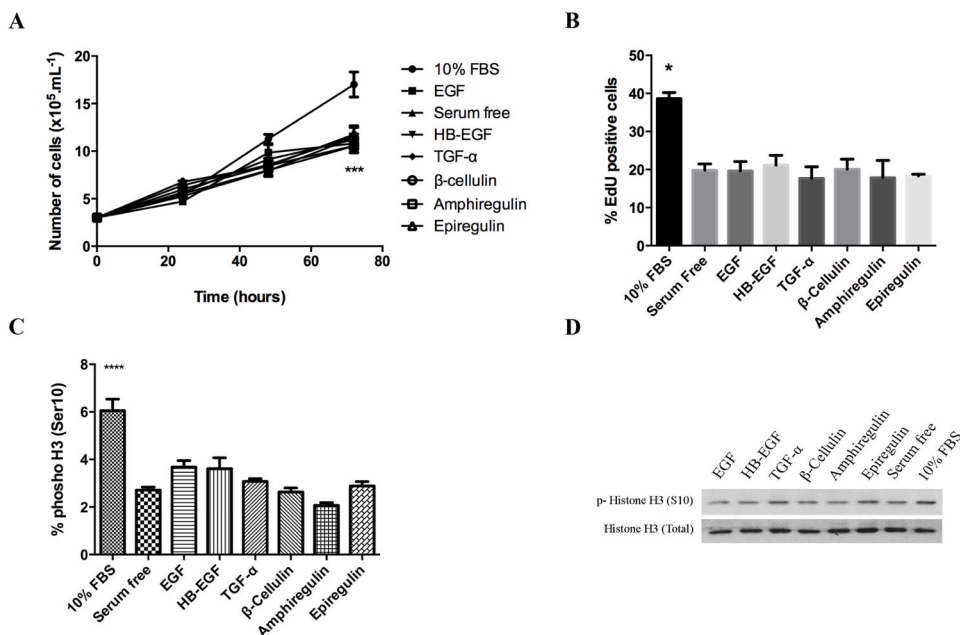 A
Number of cells (x10⁵.mL⁻¹)
20
15
10
5
0
0
20
40
60
80
Time (hours)
***
10% FBS
EGF
Serum free
HB-EGF
TGF-α
β-cellulin
Amphiregulin
Epiregulin
B
% EdU positive cells
50
40
30
20
10
0
*
10% FBS
Serum Free
EGF
HB-EGF
TGF-α
β-Cellulin
Amphiregulin
Epiregulin
C
% phospho H3 (Ser10)
8
6
4
2
0
****
10% FBS
Serum free
EGF
HB-EGF
TGF-α
β-Cellulin
Amphiregulin
Epiregulin
D
EGF
HB-EGF
TGF-α
β-Cellulin
Amphiregulin
Epiregulin
Serum free
10% FBS
p- Histone H3 (S10)
Histone H3 (Total)